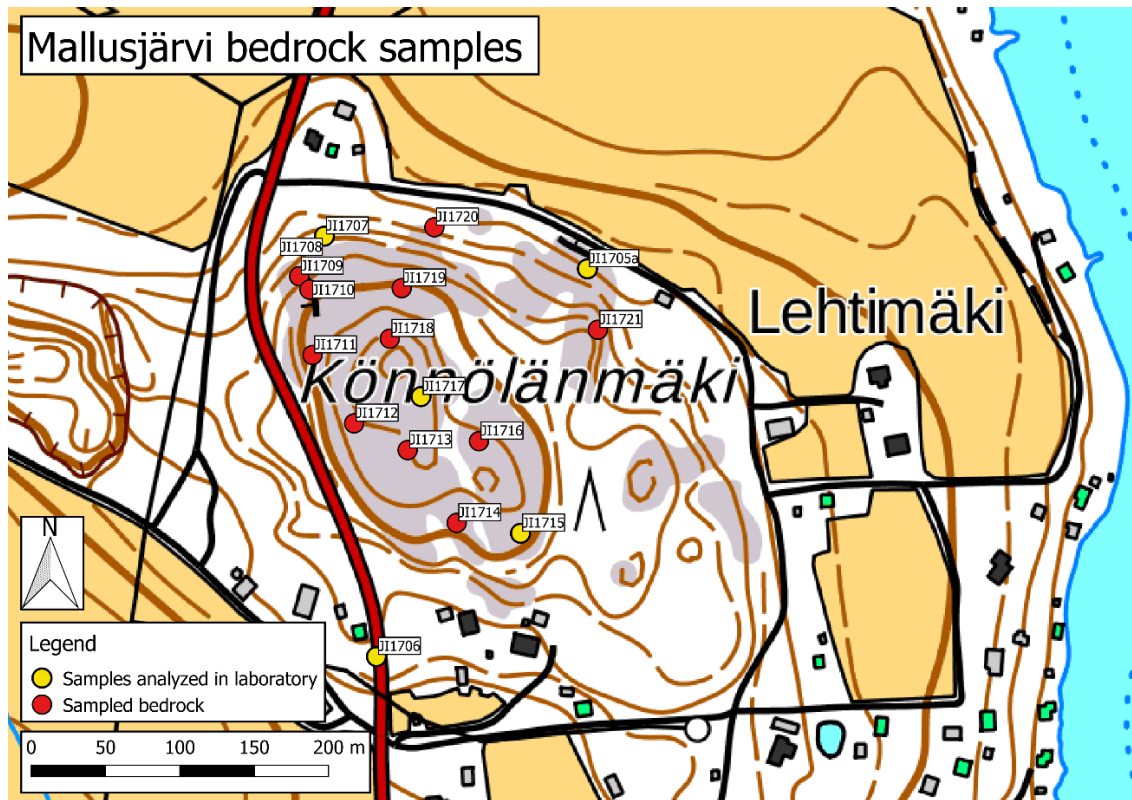 Mallusjärvi bedrock samples
JI1720
JI1707
JI1708
JI1705a
JI1709
JI1719
JI1710
JI1721
Lehtimäki
JI1718
JI1711
Könnölänmäki
JI1717
JI1712
JI1716
JI1713
JI1714
JI1715
N
JI1706
Legend
Samples analyzed in laboratory
Sampled bedrock
0 50 100 150 200 m